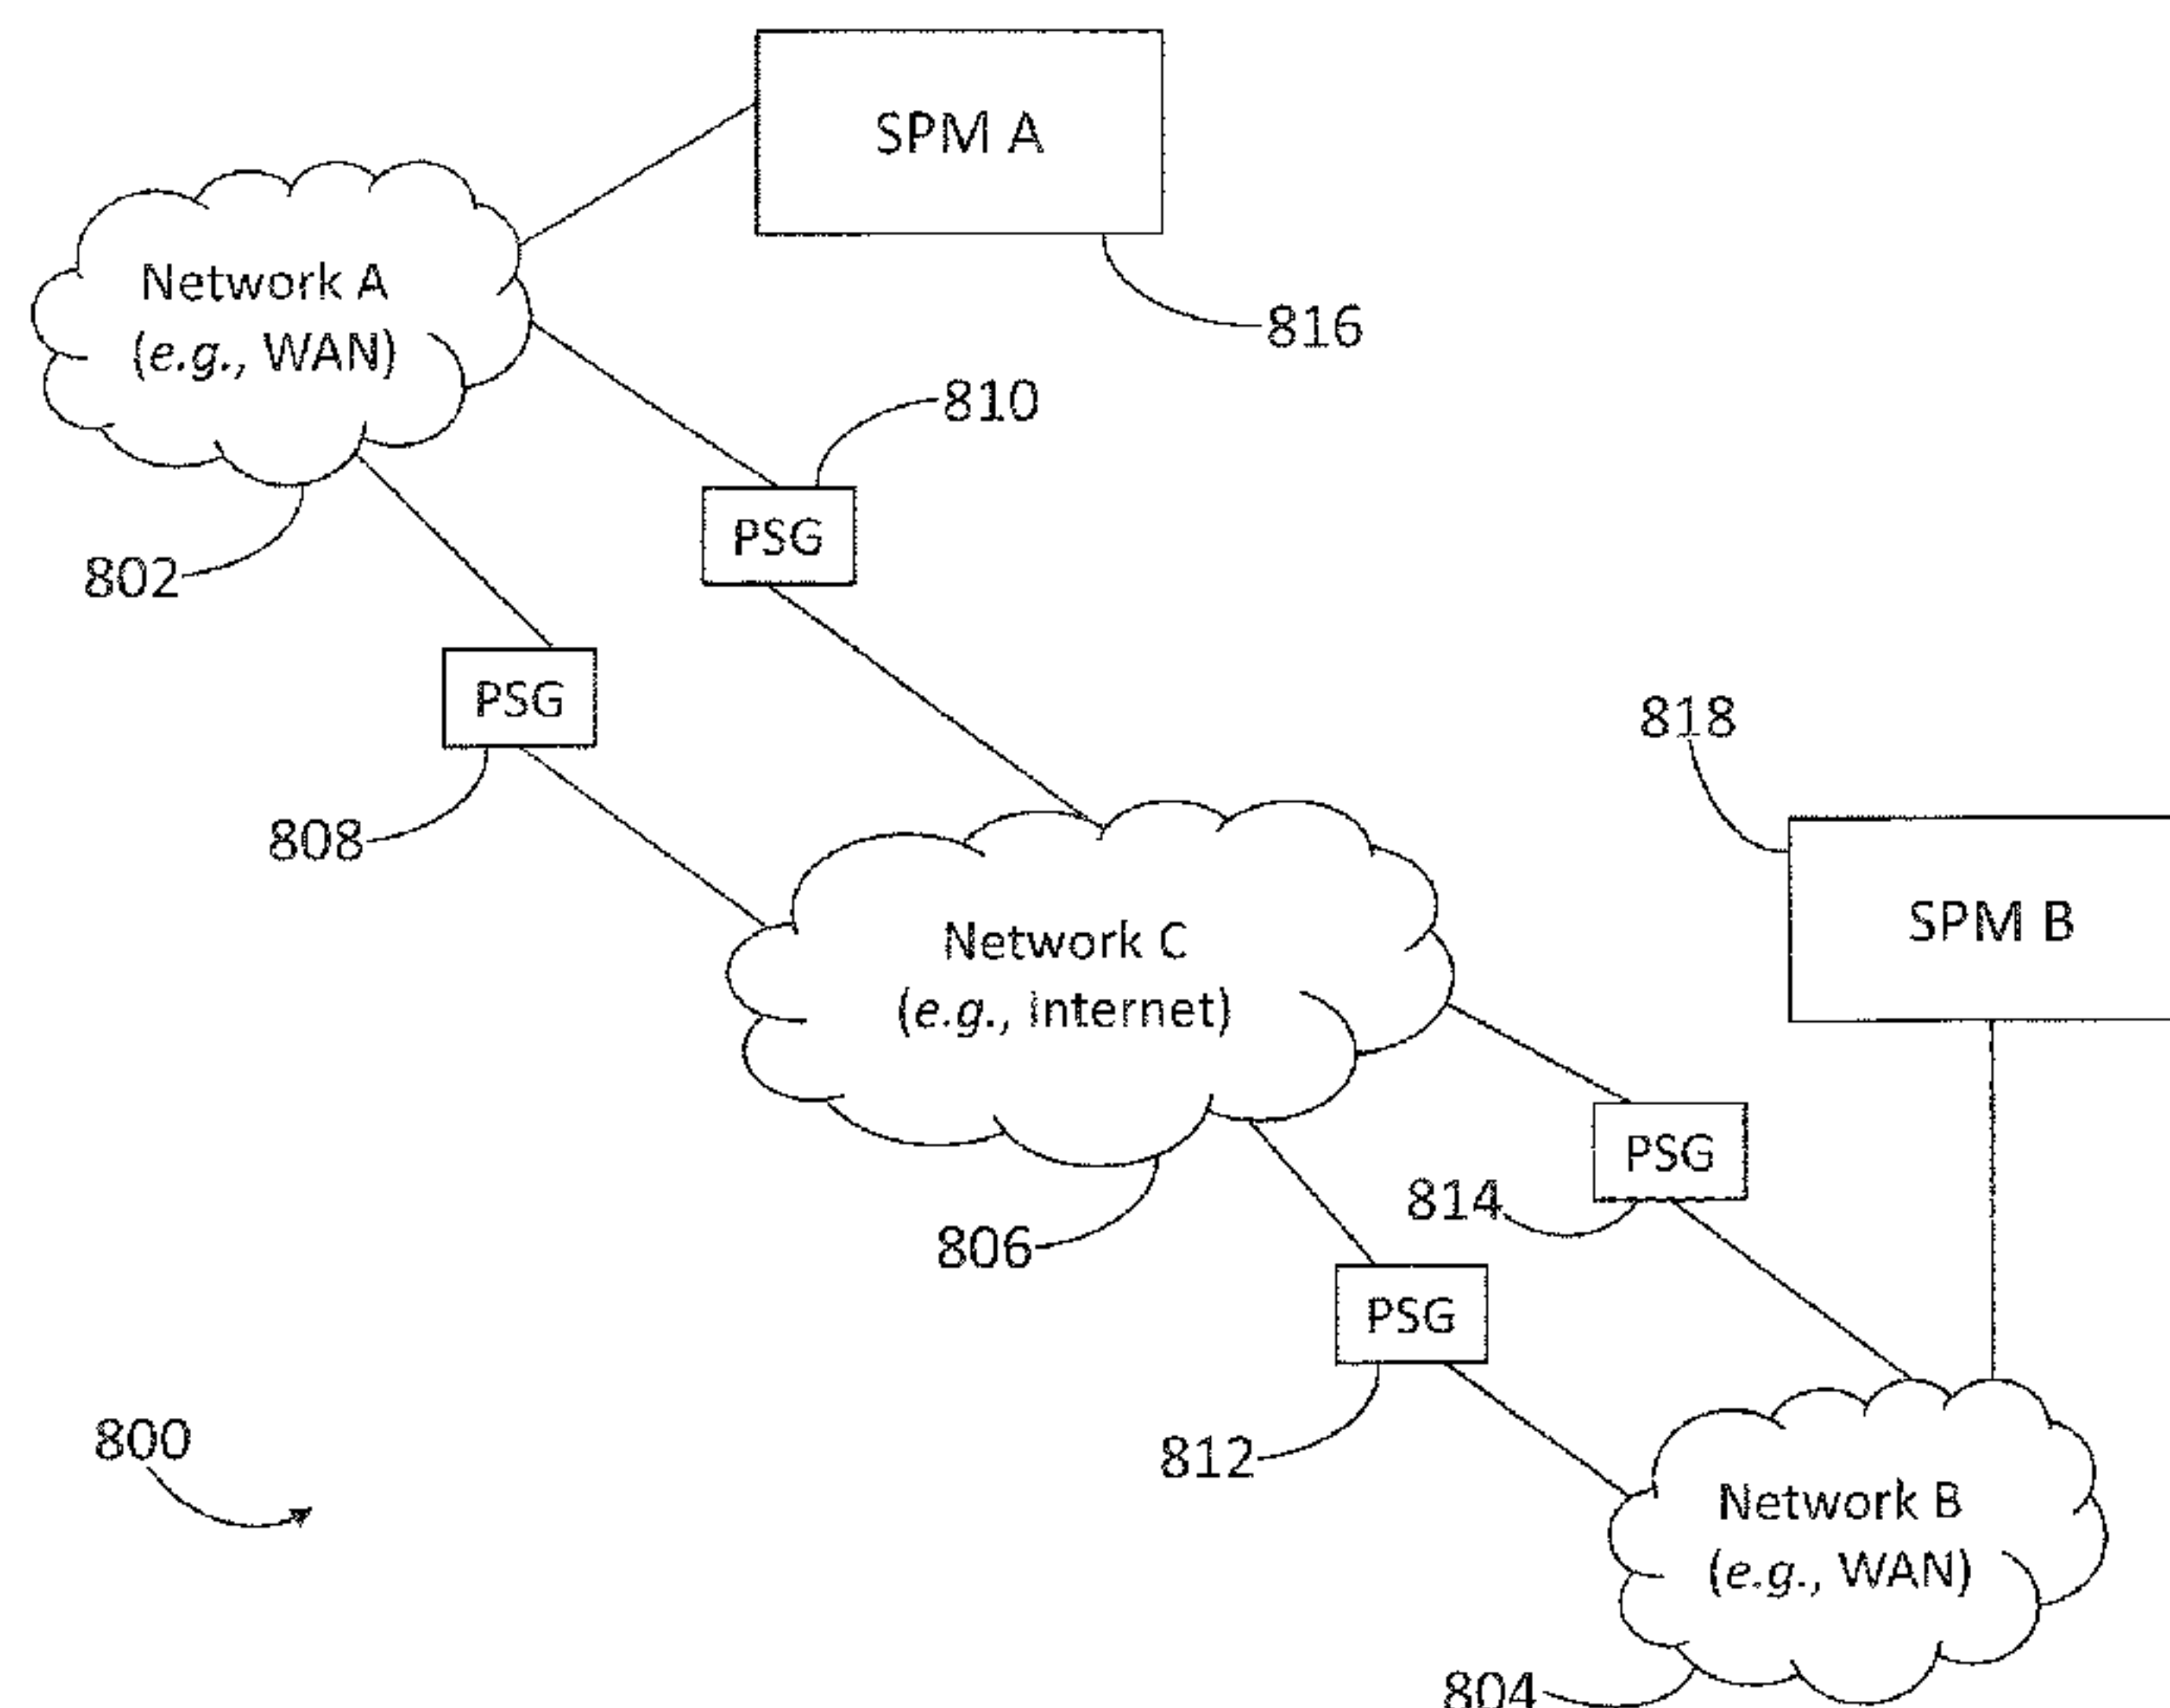 SPM A
Network A
(e.g., WAN)
816
810
PSG
802
PSG
818
808
SPM B
Network C
(e.g., Internet)
PSG
814
806
PSG
800
812
Network B
(e.g., WAN)
804